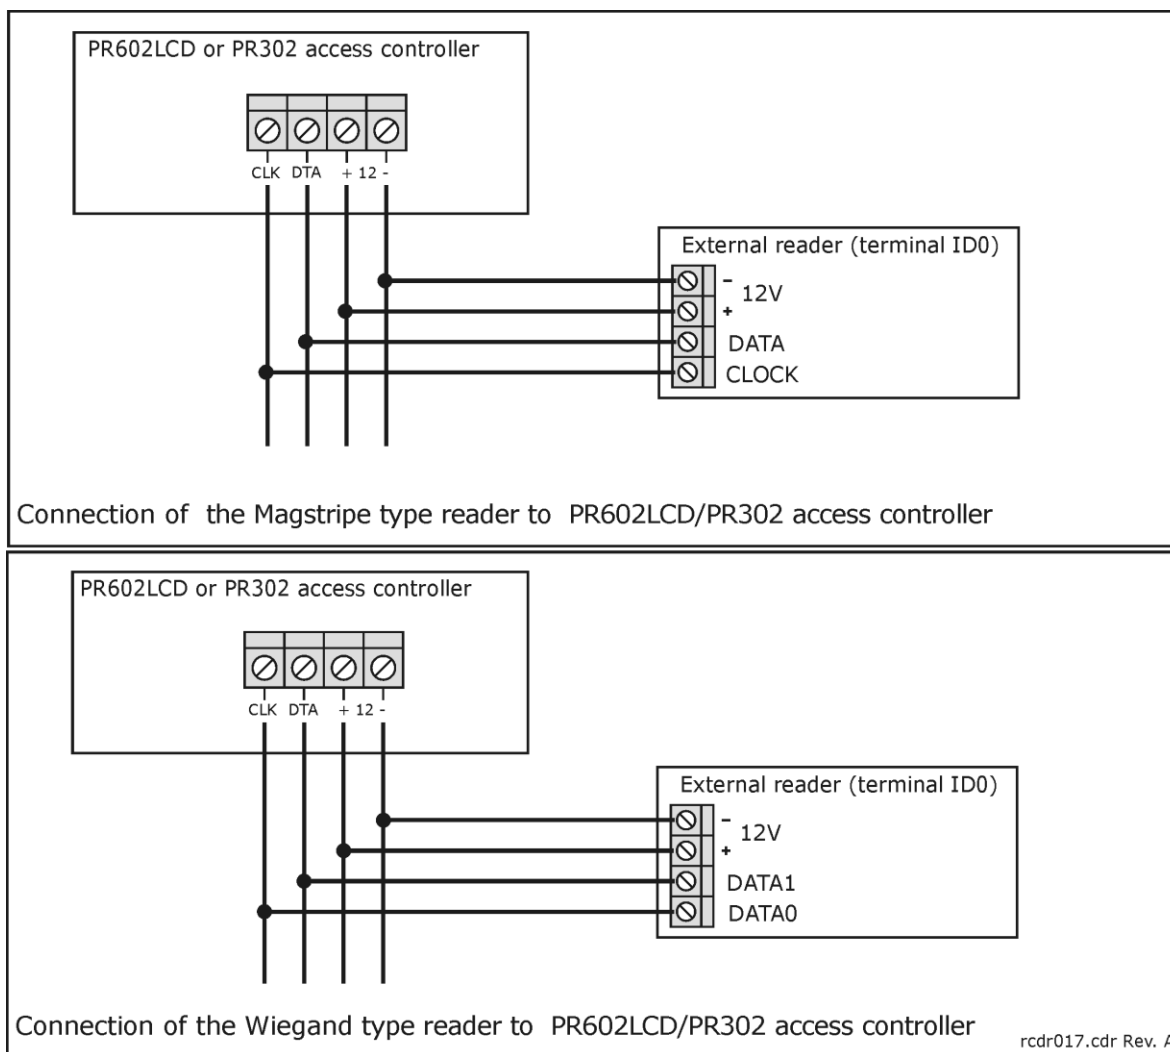 PR602LCD or PR302 access controller
CLK DTA + 12 -
External reader (terminal ID0)
-
12V
+
DATA
CLOCK
Connection of the Magstripe type reader to PR602LCD/PR302 access controller
PR602LCD or PR302 access controller
CLK DTA + 12 -
External reader (terminal ID0)
-
12V
+
DATA1
DATA0
Connection of the Wiegand type reader to PR602LCD/PR302 access controller
rcdr017.cdr Rev. A